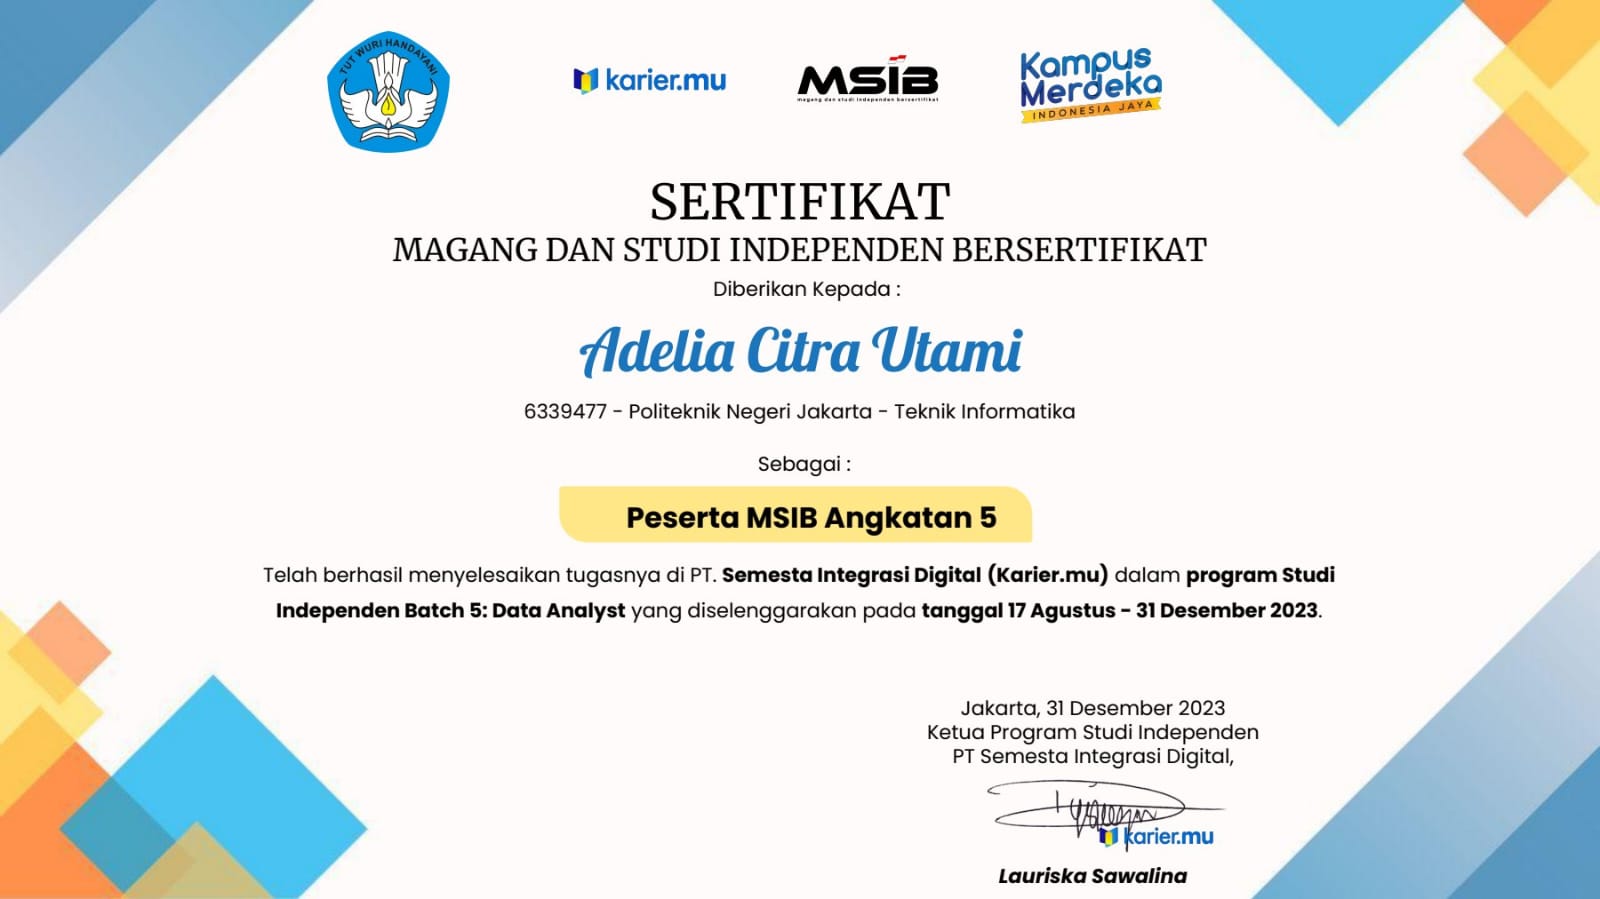 TUT WURI HANDAYANI
karier.mu
MSIB
magang dan studi independen bersertifikat
Kampus
Merdeka
INDONESIA JAYA
SERTIFIKAT
MAGANG DAN STUDI INDEPENDEN BERSERTIFIKAT
Diberikan Kepada :
Adelia Citra Utami
6339477 - Politeknik Negeri Jakarta - Teknik Informatika
Sebagai :
Peserta MSIB Angkatan 5
Telah berhasil menyelesaikan tugasnya di PT. Semesta Integrasi Digital (Karier.mu) dalam program Studi
Independen Batch 5: Data Analyst yang diselenggarakan pada tanggal 17 Agustus - 31 Desember 2023.
Jakarta, 31 Desember 2023
Ketua Program Studi Independen
PT Semesta Integrasi Digital,
karier.mu
Lauriska Sawalina